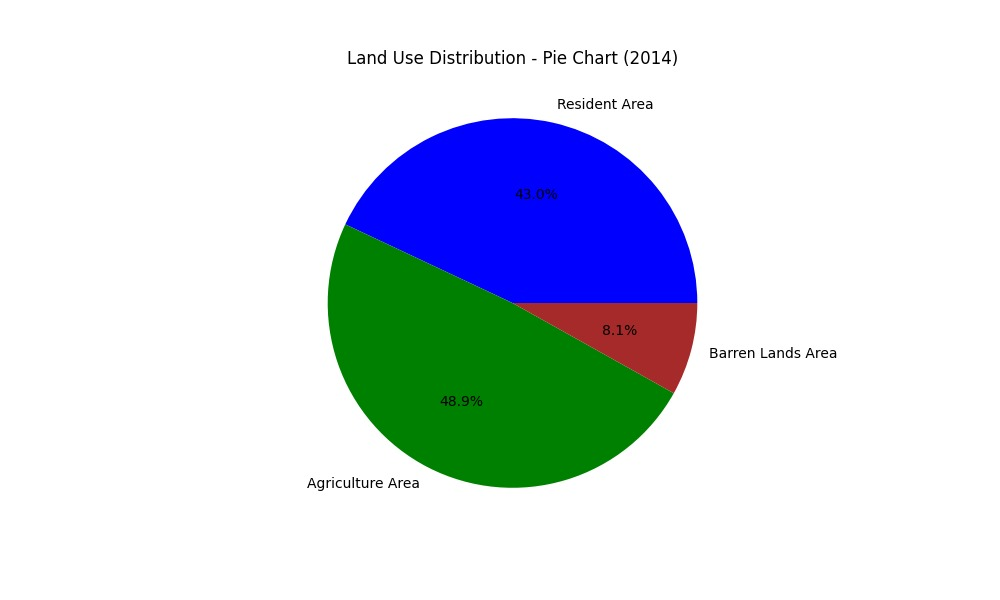 Land Use Distribution - Pie Chart (2014)
Resident Area
43.0%
8.1%
Barren Lands Area
48.9%
Agriculture Area